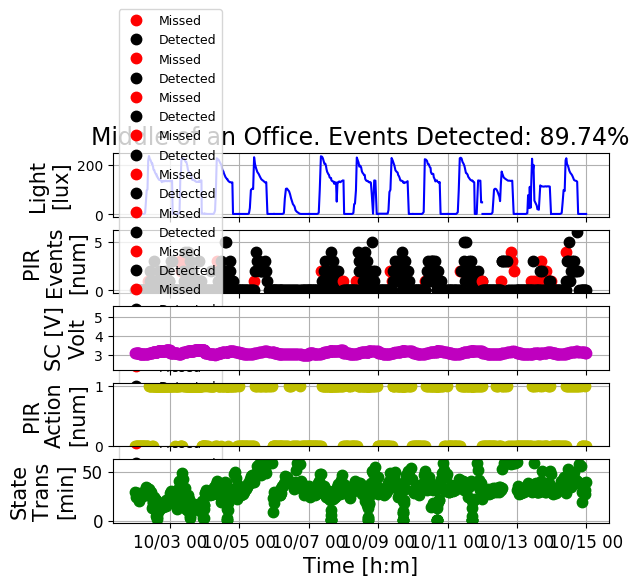 Missed
Detected
Missed
Detected
Missed
Detected
Missed
Detected
Missed
Detected
Missed
Detected
Missed
Detected
Missed
Middle of an Office. Events Detected: 89.74%
Light
[lux]
200
0
PIR
Events
[num]
5
0
SC [V]
Volt
5
4
3
PIR
Action
[num]
1
0
State
Trans
[min]
50
0
10/03 00 10/05 00 10/07 00 10/09 00 10/11 00 10/13 00 10/15 00
Time [h:m]